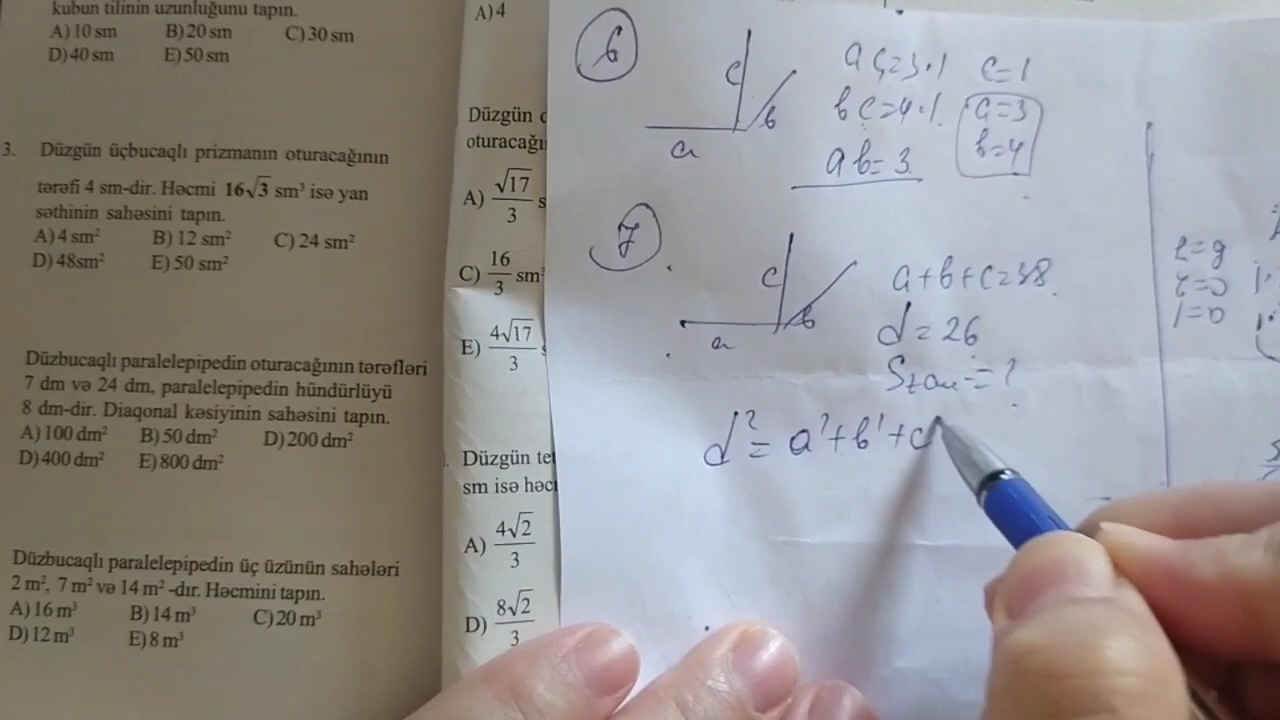 kubun tilinin uzunluğunu tapın.
A) 10 sm B) 20 sm C) 30 sm
D) 40 sm E) 50 sm
3. Düzgün üçbucaqlı prizmanın oturacağının
tərəfi 4 sm-dir. Həcmi 16√3 sm³ isə yan
səthinin sahəsini tapın.
A) 4 sm² B) 12 sm² C) 24 sm²
D) 48sm² E) 50 sm²
Düzbucaqlı paralelepipedin oturacağının tərəfləri
7 dm və 24 dm, paralelepipedin hündürlüyü
8 dm-dir. Diaqonal kəsiyinin sahəsini tapın.
A) 100 dm² B) 50 dm² D) 200 dm²
D) 400 dm² E) 800 dm²
Düzbucaqlı paralelepipedin üç üzünün sahələri
2 m², 7 m² və 14 m² -dır. Həcmini tapın.
A) 16 m³ B) 14 m³ C) 20 m³
D) 12 m³ E) 8 m³
A) 4
Düzgün
oturacağı
A) √17/3
C) 16/3 sm
E) 4√17/3
Düzgün
sm isə
A) 4√2/3
D) 8√2/3
6
c
b
a
c=1
bc=4·1
a=3
b=4
ab=3
7
c
b
a
a+b+c=38
d=26
d²=a²+b²+c